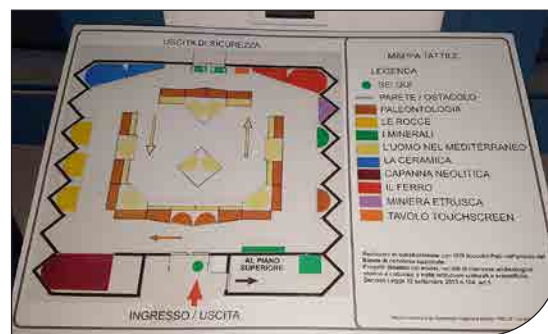 USCITA DI SICUREZZA
AL PIANO
SUPERIORE
INGRESSO / USCITA
MAPPA TATTILE
LEGENDA
SEI QUI
PARETE / OSTACOLO
PALEONTOLOGIA
LE ROCCE
I MINERALI
L'UOMO NEL MEDITERRANEO
LA CERAMICA
CAPANNA NEOLITICA
IL FERRO
MINIERA ETRUSCA
TAVOLO TOUCHSCREEN